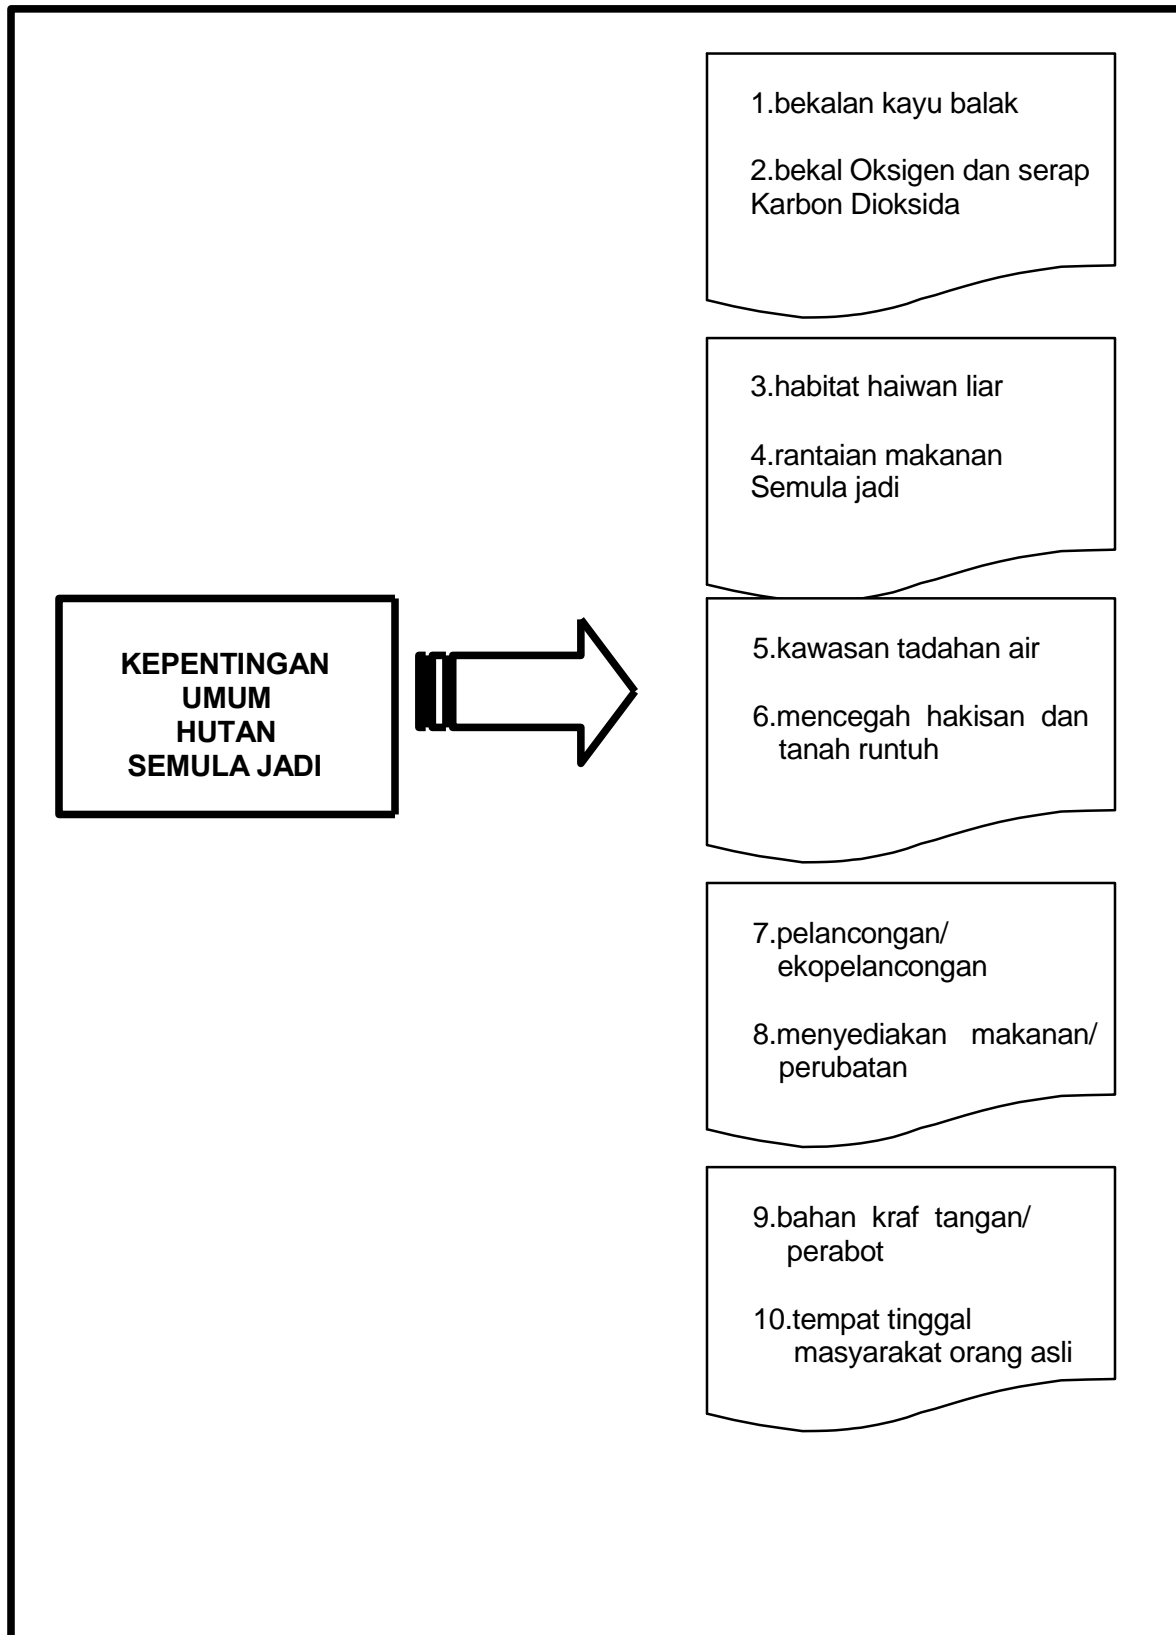 1.bekalan kayu balak
2.bekal Oksigen dan serap
Karbon Dioksida
3.habitat haiwan liar
4.rantaian makanan
Semula jadi
KEPENTINGAN
UMUM
HUTAN
SEMULA JADI
5.kawasan tadahan air
6.mencegah hakisan dan
tanah runtuh
7.pelancongan/
ekopelancongan
8.menyediakan makanan/
perubatan
9.bahan kraf tangan/
perabot
10.tempat tinggal
masyarakat orang asli